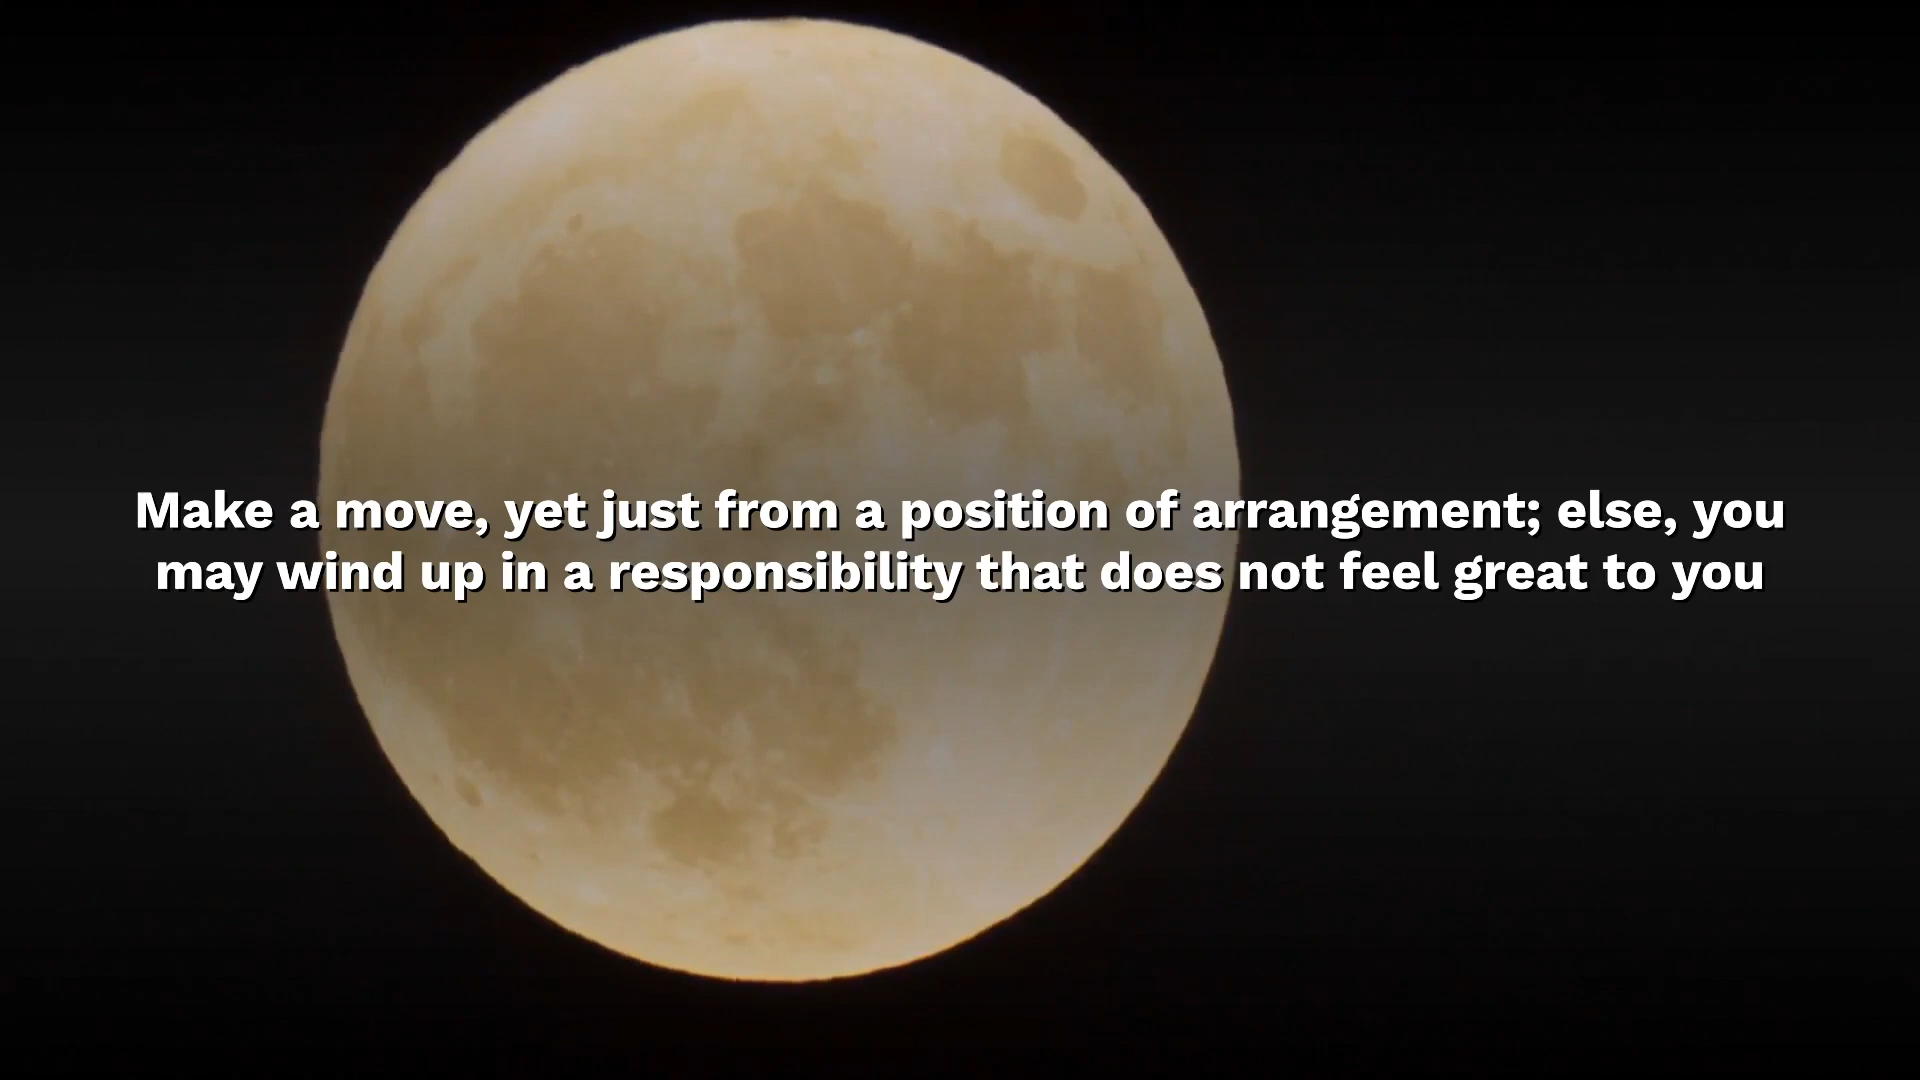 Make a move, yet just from a position of arrangement; else, you
may wind up in a responsibility that does not feel great to you